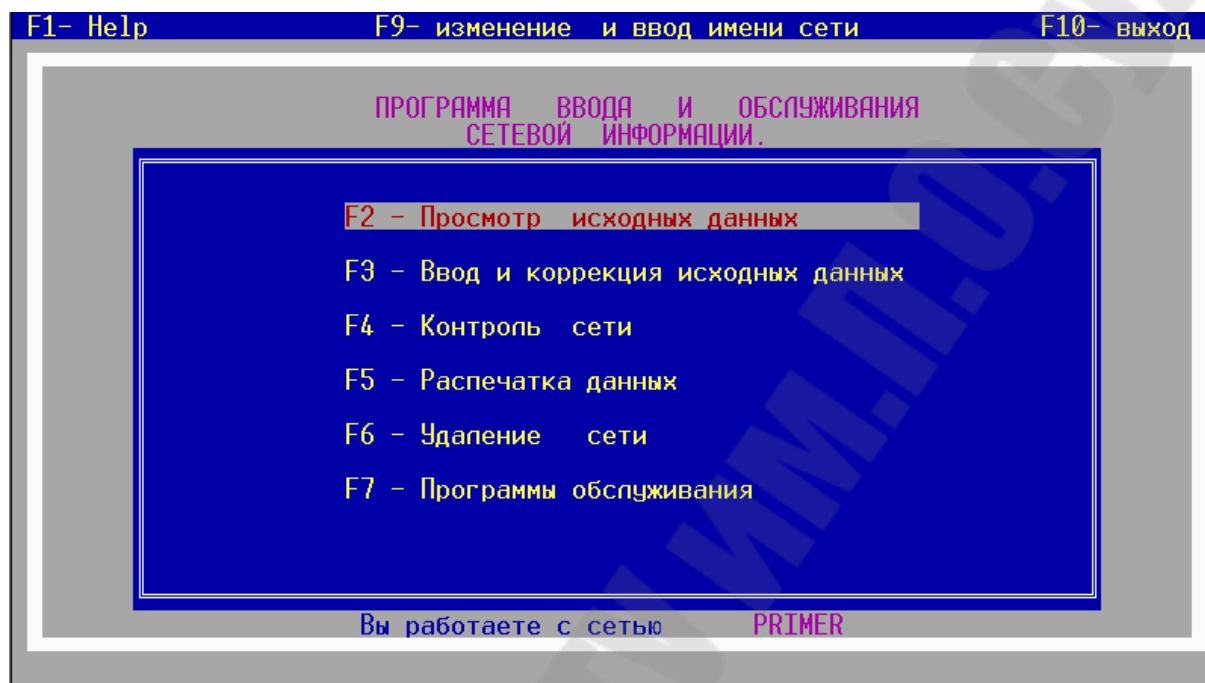 F1- Help F9- изменение и ввод имени сети F10- выход
ПРОГРАММА ВВОДА И ОБСЛУЖИВАНИЯ
СЕТЕВОЙ ИНФОРМАЦИИ.
F2 - Просмотр исходных данных
F3 - Ввод и коррекция исходных данных
F4 - Контроль сети
F5 - Распечатка данных
F6 - Удаление сети
F7 - Программы обслуживания
Вы работаете с сетью PRIMER
им.П.О.